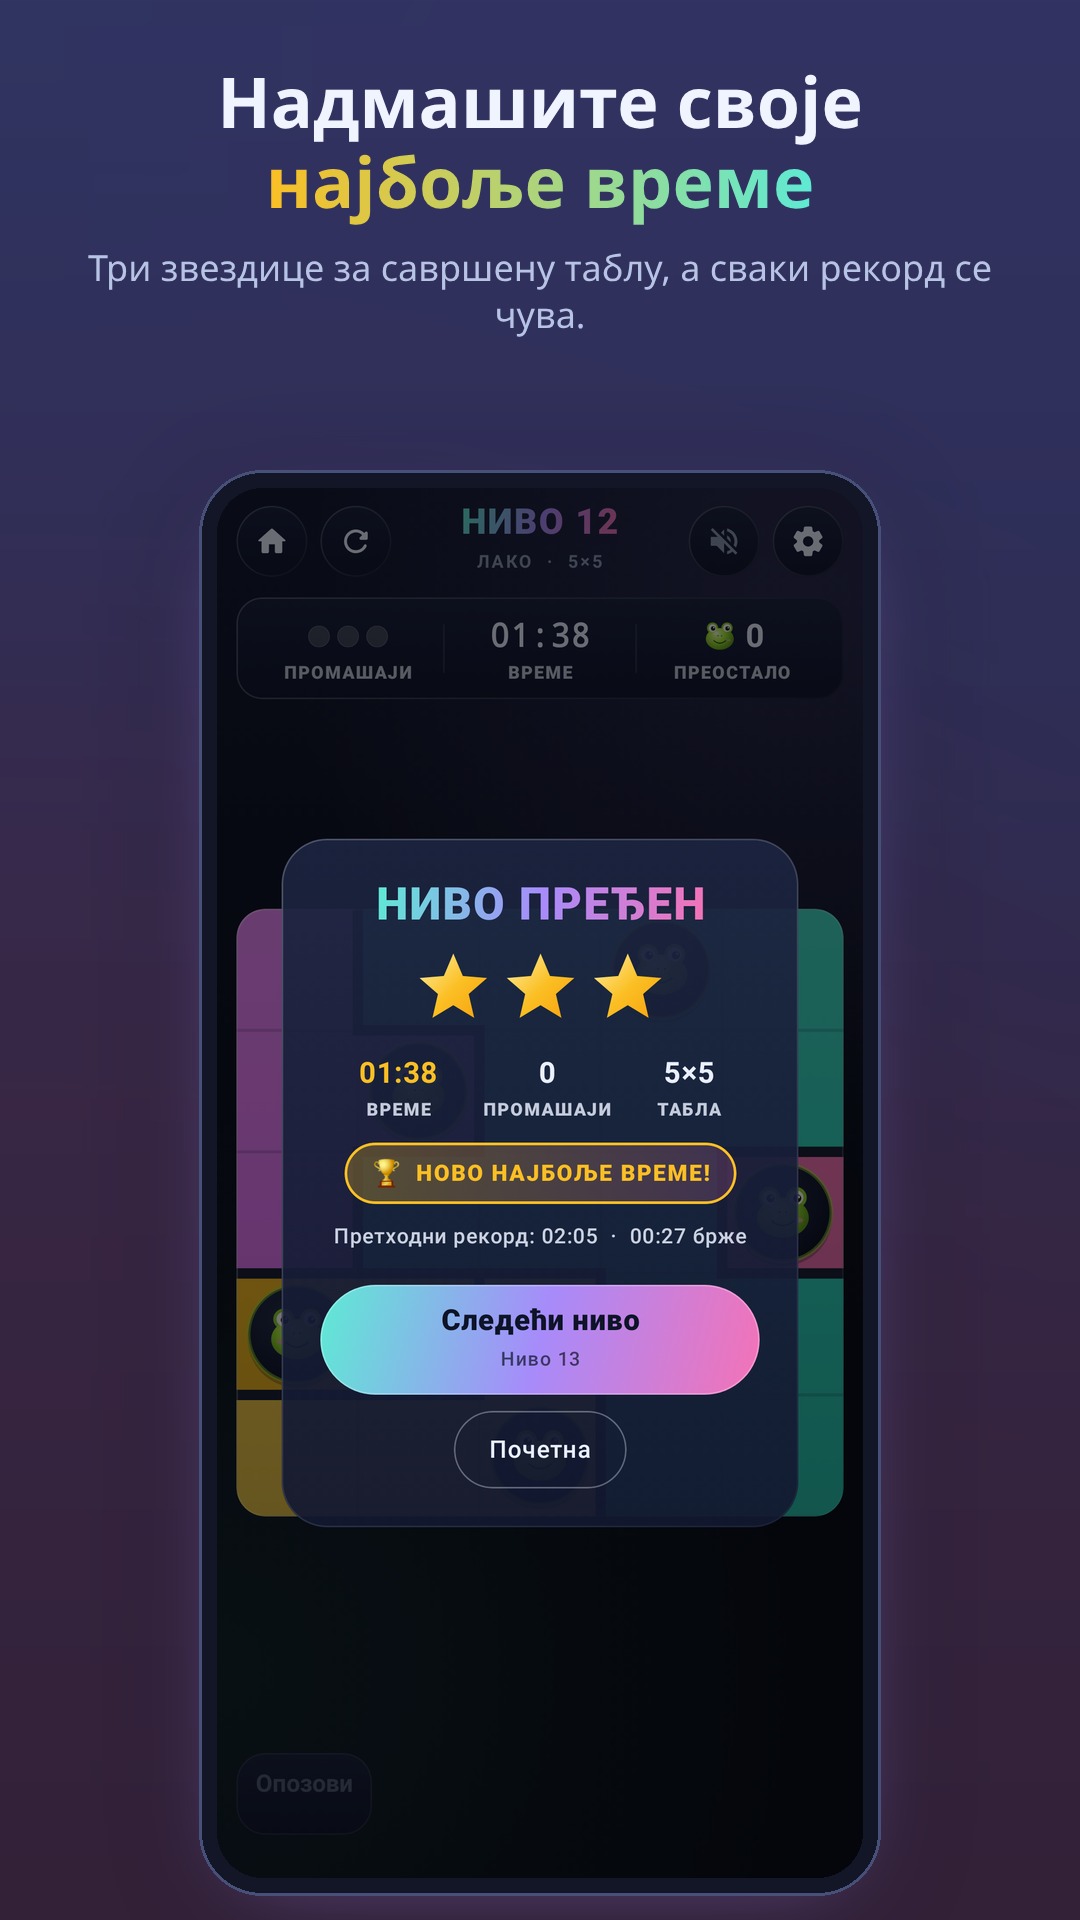 Надмашите своје
најбоље време
Три звездице за савршену таблу, а сваки рекорд се
чува.
НИВО 12
ЛАКО · 5×5
01:38
0
ПРОМАШАЈИ
ВРЕМЕ
ПРЕОСТАЛО
НИВО ПРЕЂЕН
01:38
0
5×5
ВРЕМЕ
ПРОМАШАЈИ
ТАБЛА
НОВО НАЈБОЉЕ ВРЕМЕ!
Претходни рекорд: 02:05 · 00:27 брже
Следећи ниво
Ниво 13
Почетна
Опозови